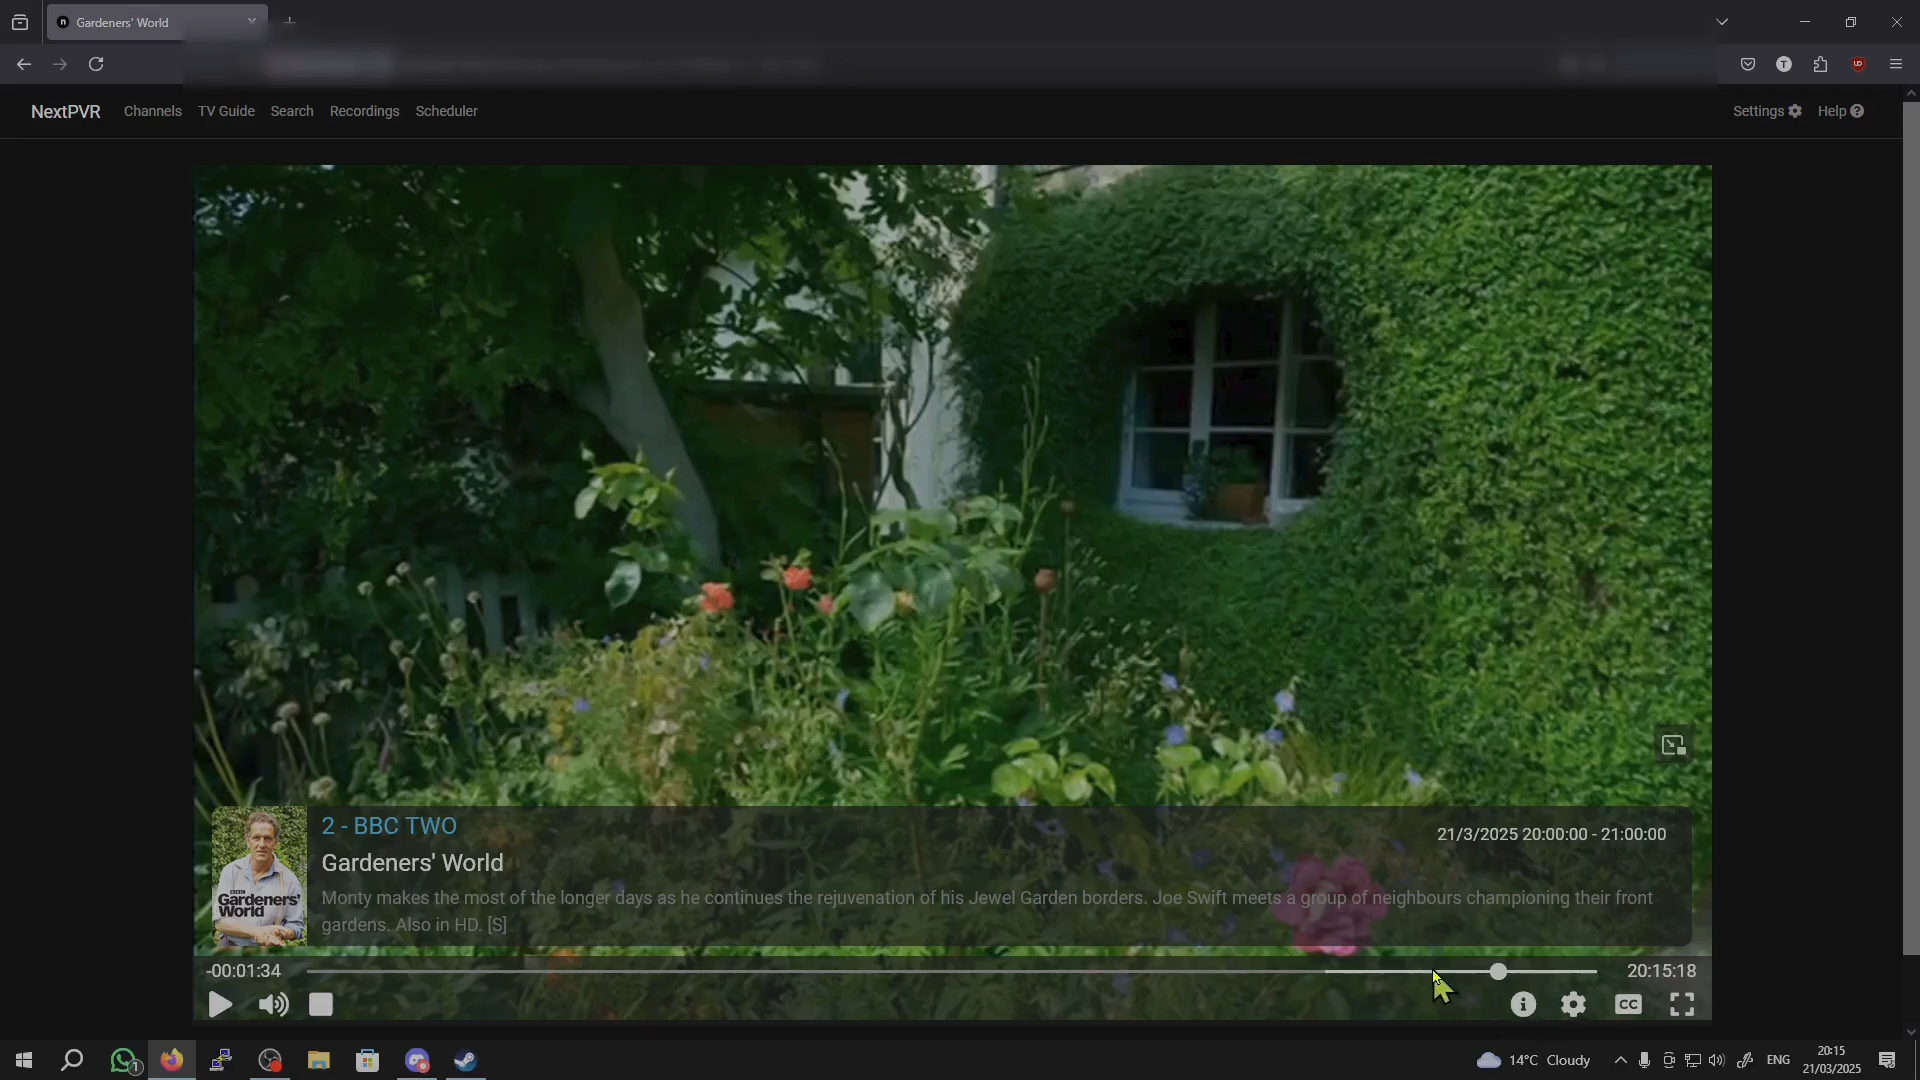 Gardeners' World
NextPVR Channels TV Guide Search Recordings Scheduler Settings Help
2 - BBC TWO
21/3/2025 20:00:00 - 21:00:00
Gardeners' World
Monty makes the most of the longer days as he continues the rejuvenation of his Jewel Garden borders. Joe Swift meets a group of neighbours championing their front
gardens. Also in HD. [S]
BBC
Gardeners'
World
-00:01:34
20:15:18
CC
14°C Cloudy
ENG
20:15
21/03/2025